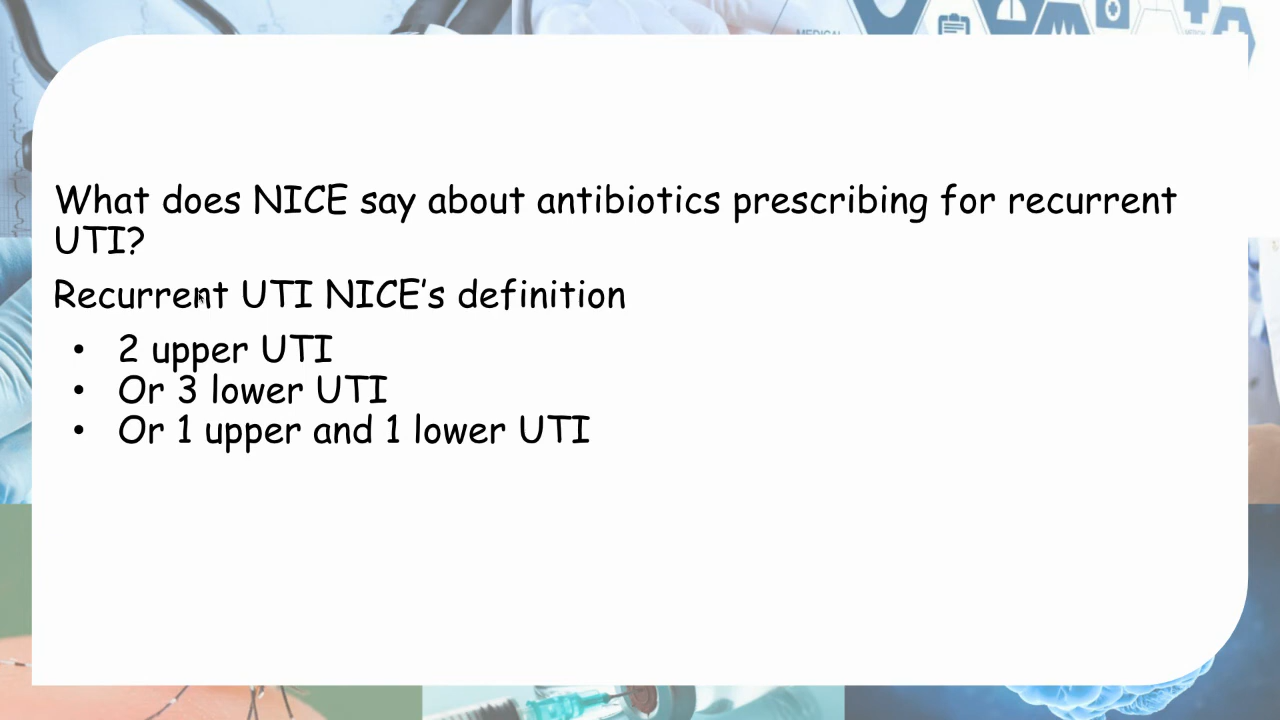 MEDICAL
What does NICE say about antibiotics prescribing for recurrent
UTI?
Recurrent UTI NICE’s definition
• 2 upper UTI
• Or 3 lower UTI
• Or 1 upper and 1 lower UTI